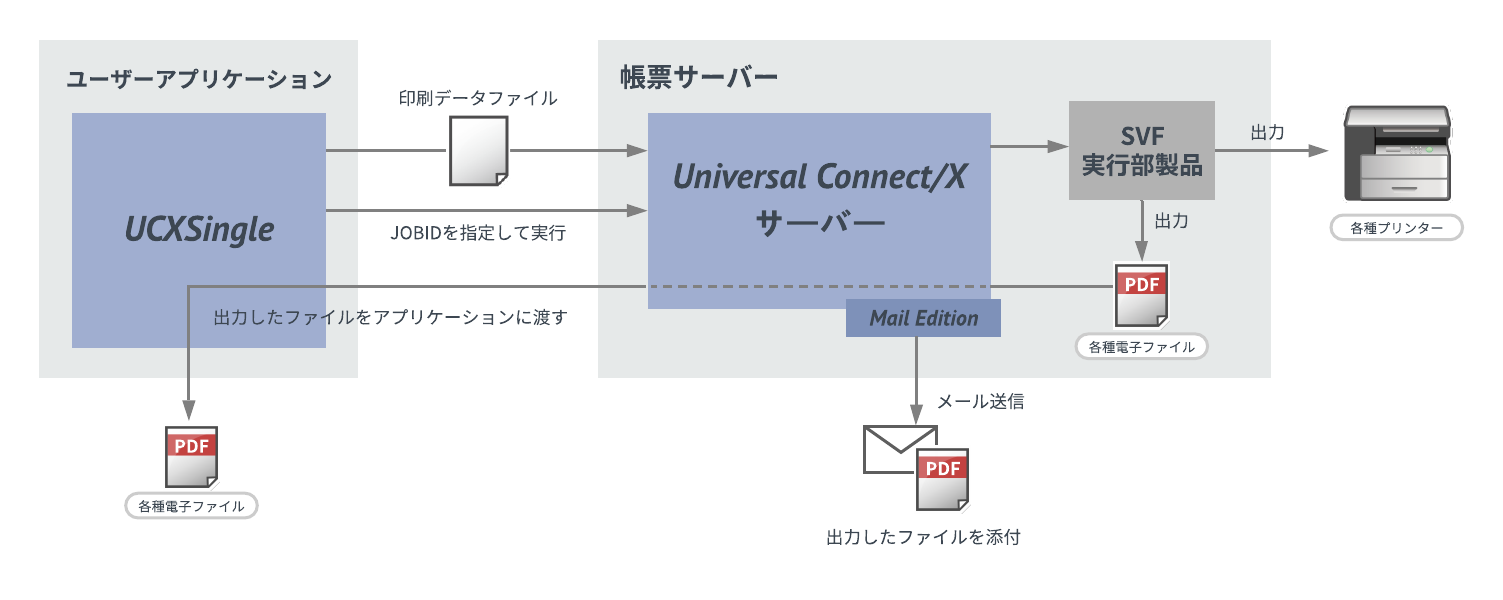 ユーザーアプリケーション
UCXSingle
印刷データファイル
JOBIDを指定して実行
出力したファイルをアプリケーションに渡す
PDF
各種電子ファイル
帳票サーバー
Universal Connect/X
サーバー
Mail Edition
SVF
実行部製品
出力
各種プリンター
出力
PDF
各種電子ファイル
メール送信
PDF
出力したファイルを添付